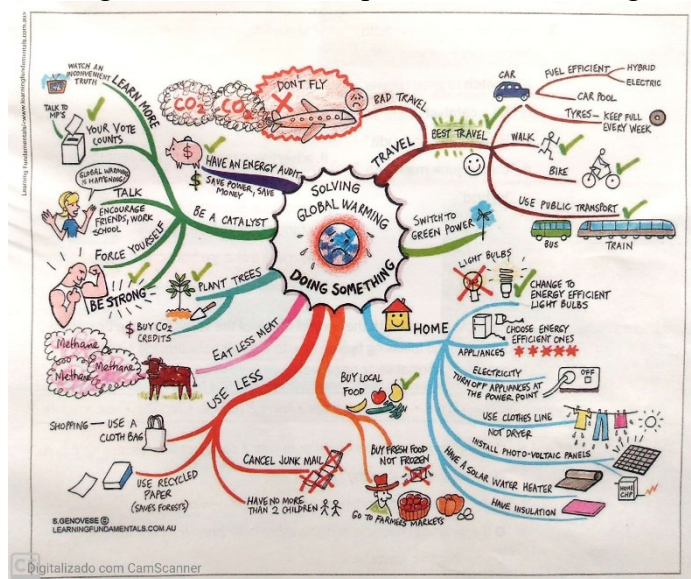 Learning Fundamentals - www.learningfundamentals.com.au
SOLVING
GLOBAL WARMING
DOING SOMETHING
TRAVEL
BAD TRAVEL
DON'T FLY
CO2
CO2
BEST TRAVEL
CAR
FUEL EFFICIENT
HYBRID
ELECTRIC
CAR POOL
TYRES - KEEP FULL
EVERY WEEK
WALK
BIKE
USE PUBLIC TRANSPORT
BUS
TRAIN
SWITCH TO
GREEN POWER
HOME
LIGHT BULBS
CHANGE TO
ENERGY EFFICIENT
LIGHT BULBS
CHOOSE ENERGY
EFFICIENT ONES
APPLIANCES
ELECTRICITY
TURN OFF APPLIANCES AT
THE POWER POINT
OFF
USE CLOTHES LINE
NOT DRYER
INSTALL PHOTO-VOLTAIC PANELS
HAVE A SOLAR WATER HEATER
HAVE INSULATION
BUY LOCAL
FOOD
BUY FRESH FOOD
NOT FROZEN
GO TO FARMERS MARKETS
USE LESS
CANCEL JUNK MAIL
HAVE NO MORE
THAN 2 CHILDREN
SHOPPING - USE A
CLOTH BAG
USE RECYCLED
PAPER
(SAVES FORESTS)
EAT LESS MEAT
Methane
Methane
Methane
PLANT TREES
$ BUY CO2
CREDITS
BE A CATALYST
LEARN MORE
WATCH AN
INCONVENIENT
TRUTH
TALK TO
MP'S
YOUR VOTE
COUNTS
GLOBAL WARMING
IS HAPPENING!
TALK
ENCOURAGE
FRIENDS, WORK
SCHOOL
FORCE YOURSELF
BE STRONG
HAVE AN ENERGY AUDIT
$
$ SAVE POWER, SAVE
MONEY
S.GENOVESE ©
LEARNINGFUNDAMENTALS.COM.AU
Digitalizado com CamScanner